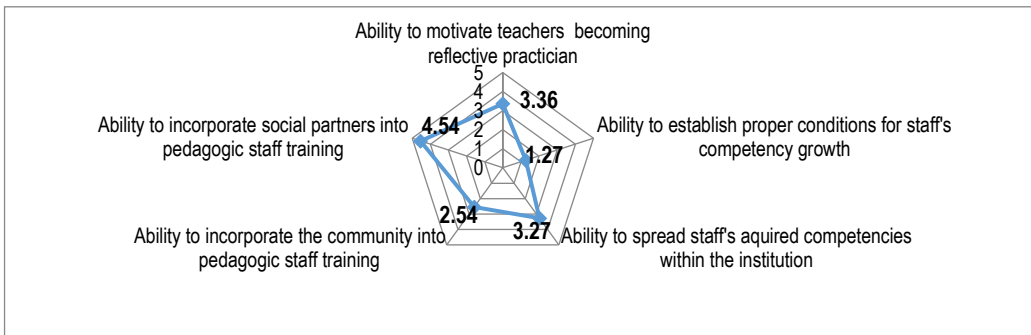 Ability to motivate teachers becoming
reflective practician
5
4
3
2
1
0
3.36
Ability to establish proper conditions for staff's
competency growth
1.27
Ability to spread staff's aquired competencies
within the institution
3.27
Ability to incorporate the community into
pedagogic staff training
2.54
Ability to incorporate social partners into
pedagogic staff training
4.54